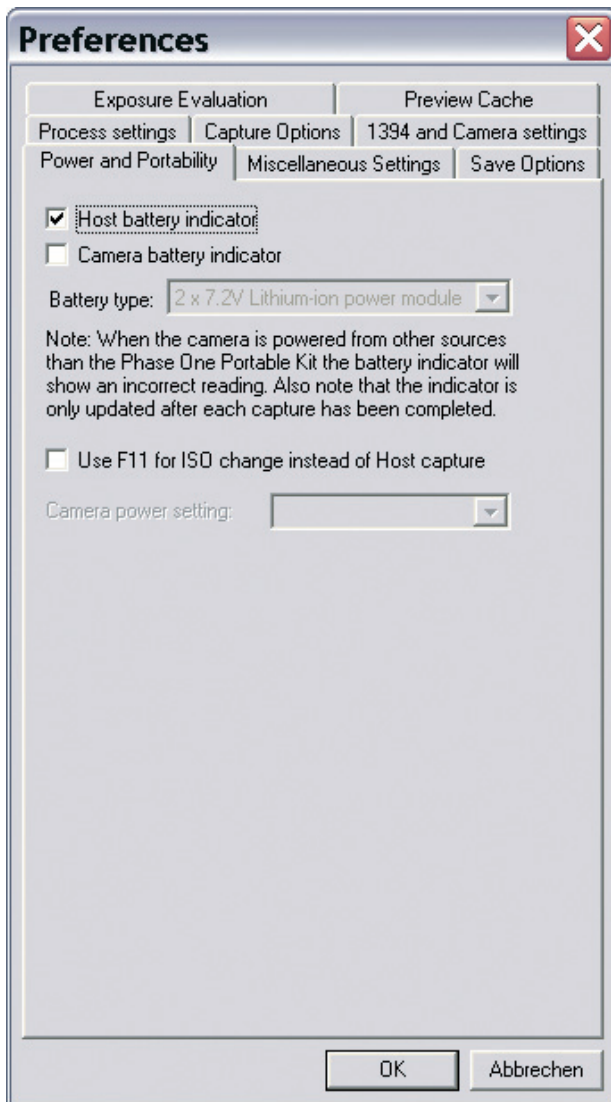 Preferences
Exposure Evaluation
Preview Cache
Process settings
Capture Options
1394 and Camera settings
Power and Portability
Miscellaneous Settings
Save Options
Host battery indicator
Camera battery indicator
Battery type: 2 x 7.2V Lithium-ion power module
Note: When the camera is powered from other sources
than the Phase One Portable Kit the battery indicator will
show an incorrect reading. Also note that the indicator is
only updated after each capture has been completed.
Use F11 for ISO change instead of Host capture
Camera power setting:
OK
Abbrechen